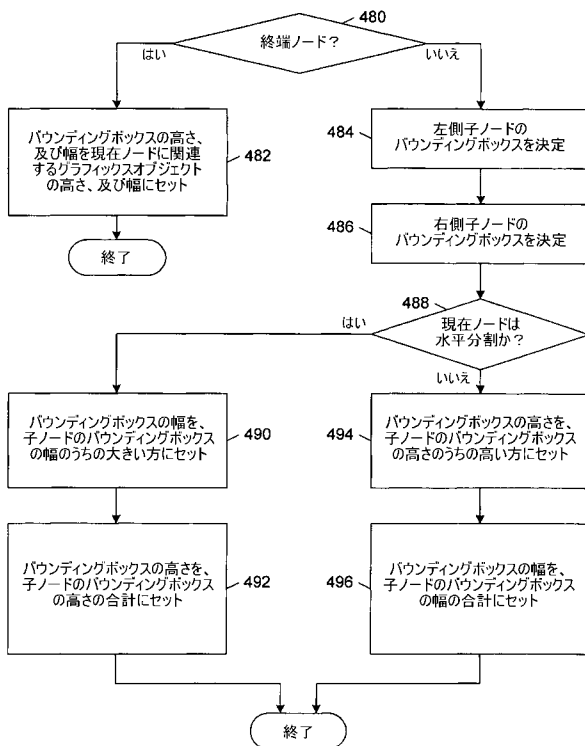 480
終端ノード?
はい
いいえ
バウンディングボックスの高さ、
及び幅を現在ノードに関連
するグラフィックスオブジェクト
の高さ、及び幅にセット
482
終了
484
左側子ノードの
バウンディングボックスを決定
486
右側子ノードの
バウンディングボックスを決定
488
現在ノードは
水平分割か?
はい
いいえ
バウンディングボックスの幅を、
子ノードのバウンディングボックス
の幅のうちの大きい方にセット
490
494
バウンディングボックスの高さを、
子ノードのバウンディングボックス
の高さのうちの高い方にセット
バウンディングボックスの高さを、
子ノードのバウンディングボックス
の高さの合計にセット
492
496
バウンディングボックスの幅を、
子ノードのバウンディングボックス
の幅の合計にセット
終了